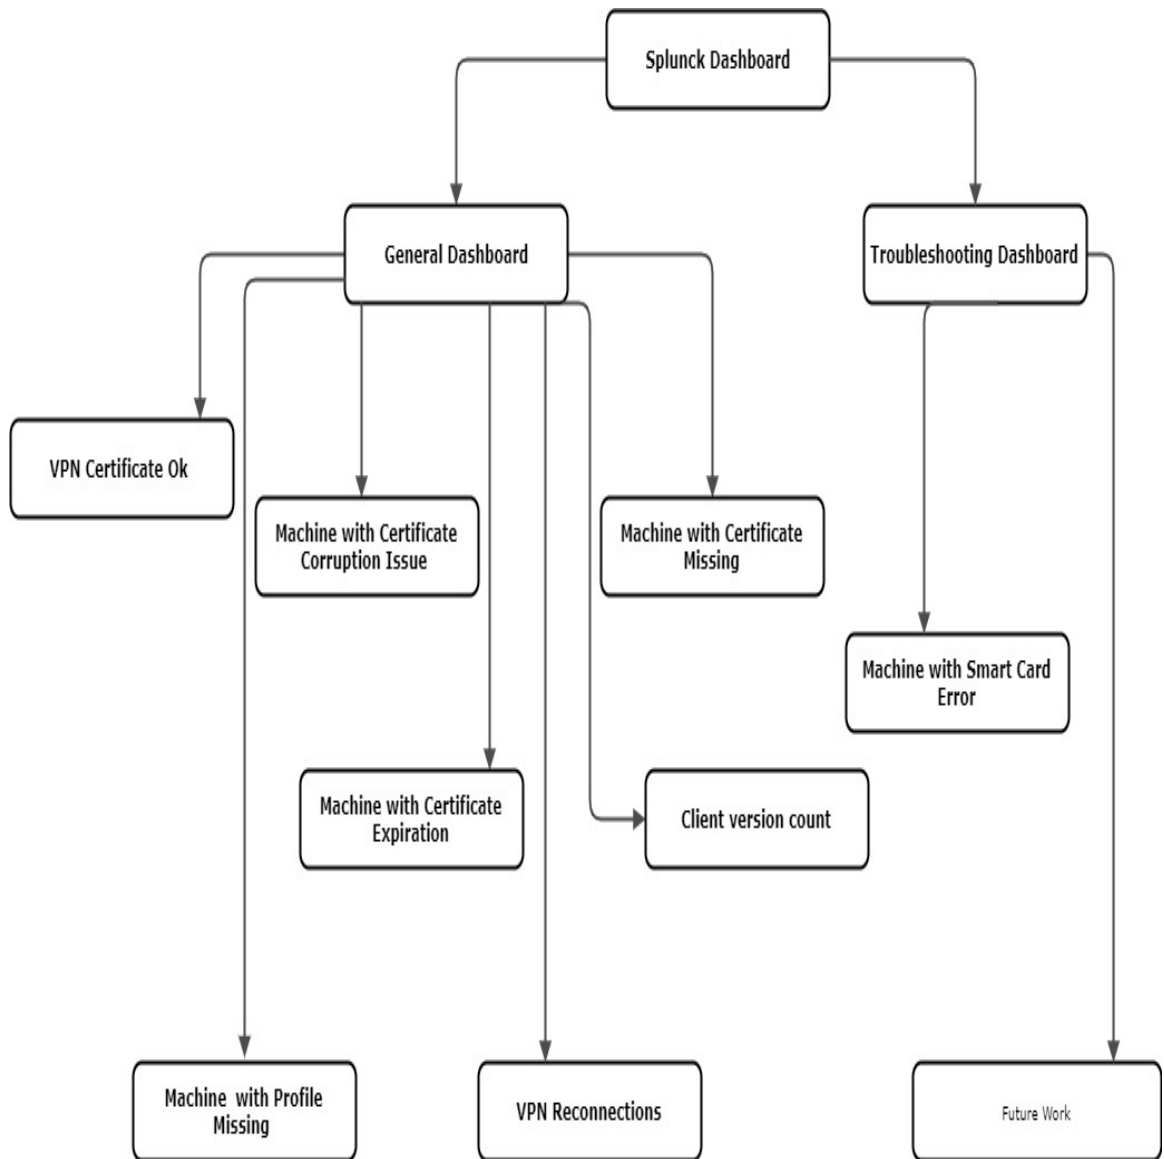 Splunck Dashboard
General Dashboard
Troubleshooting Dashboard
VPN Certificate Ok
Machine with Certificate
Corruption Issue
Machine with Certificate
Missing
Machine with Smart Card
Error
Machine with Certificate
Expiration
Client version count
Machine with Profile
Missing
VPN Reconnections
Future Work